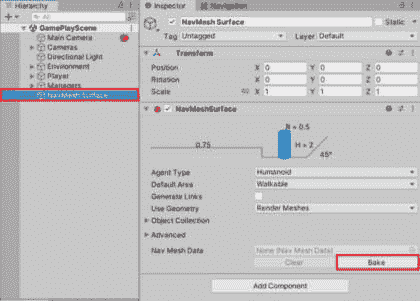 Hierarchy
All
GamePlayScene
Main Camera
Cameras
Directional Light
Environment
Player
Managers
NavMesh Surface
Inspector
Navigation
NavMesh Surface
Static
Tag Untagged Layer Default
Transform
Position X 0 Y 0 Z 0
Rotation X 0 Y 0 Z 0
Scale X 1 Y 1 Z 1
NavMeshSurface
R = 0.5
0.75
H = 2
45°
Agent Type Humanoid
Default Area Walkable
Generate Links
Use Geometry Render Meshes
Object Collection
Advanced
Nav Mesh Data None (Nav Mesh Data)
Clear Bake
Add Component